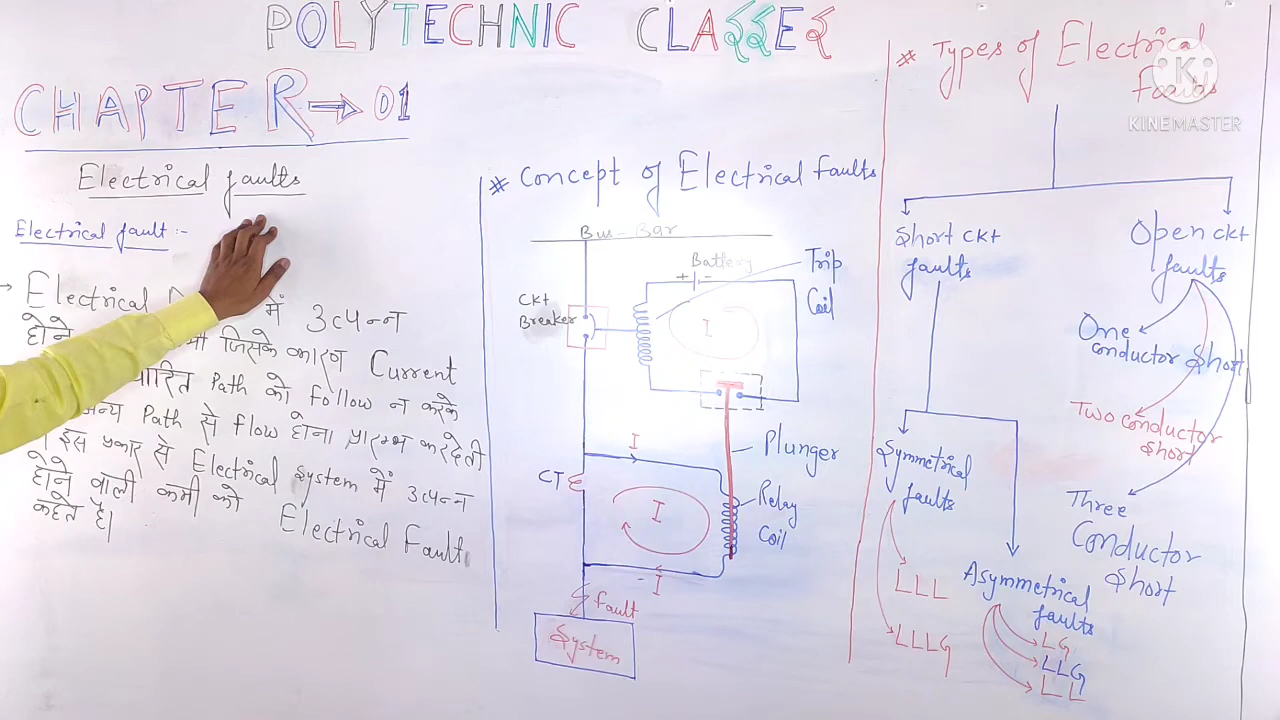 POLYTECHNIC CLASSES
CHAPTER → 01
Electrical faults
Electrical fault :-
→ Electrical में उत्पन्न
होने जिसके कारण Current
Path को follow न करके
अन्य Path से flow होना प्रारम्भ करदेती
इस प्रकार से Electrical System में उत्पन्न
होने वाली कमी को Electrical Fault
कहते हैं।
* Concept of Electrical Faults
Bus-Bar
Battery
+ -
Trip
Coil
Ckt
Breaker
I
I
Plunger
CT
I
Relay
Coil
I
fault
System
* Types of Electrical
Faults
K
KINEMASTER
Short Ckt
faults
Open ckt
faults
One
conductor Short
Two conductor
Short
Three
Conductor
Short
Symmetrical
faults
LLL
LLLG
Asymmetrical
faults
LG
LLG
LL